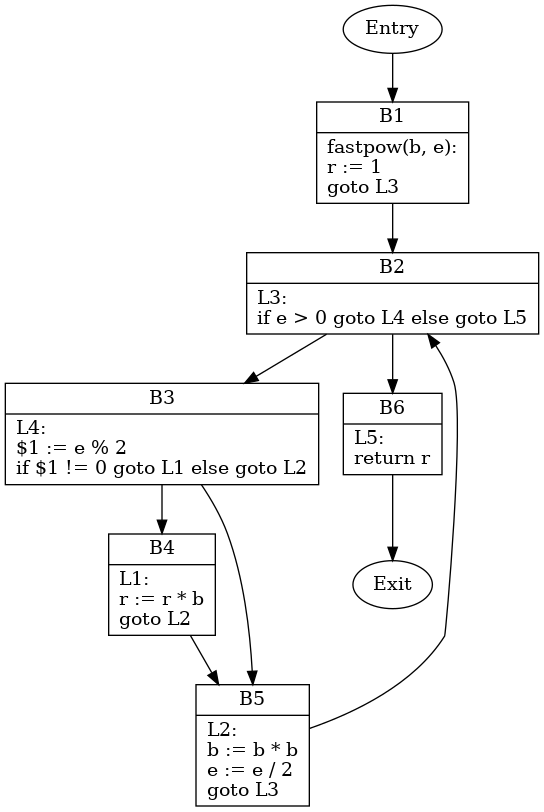 Entry
B1
fastpow(b, e):
r := 1
goto L3
B2
L3:
if e > 0 goto L4 else goto L5
B3
L4:
$1 := e % 2
if $1 != 0 goto L1 else goto L2
B6
L5:
return r
B4
L1:
r := r * b
goto L2
Exit
B5
L2:
b := b * b
e := e / 2
goto L3